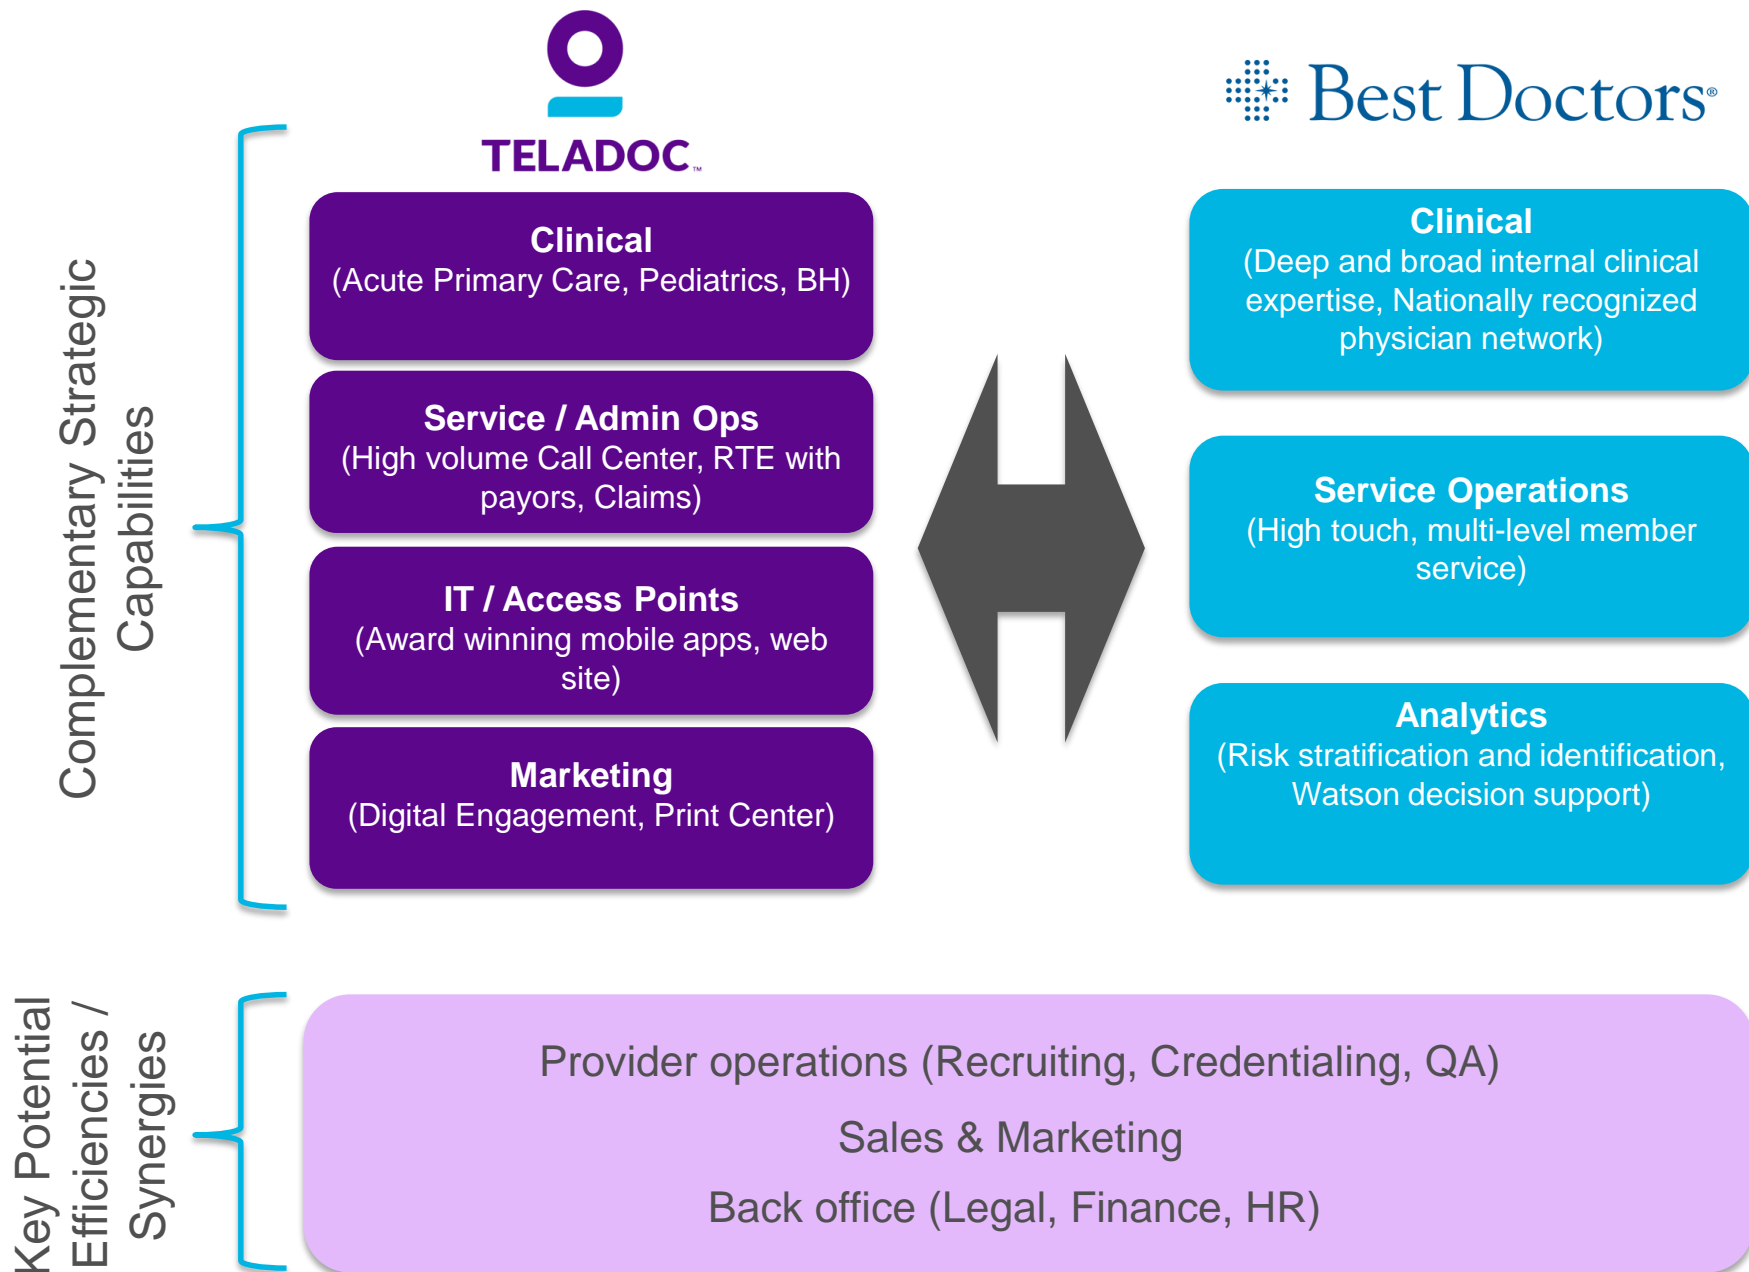 TELADOC™
Best Doctors®
Complementary Strategic
Capabilities
Clinical
(Acute Primary Care, Pediatrics, BH)
Service / Admin Ops
(High volume Call Center, RTE with
payors, Claims)
IT / Access Points
(Award winning mobile apps, web
site)
Marketing
(Digital Engagement, Print Center)
Clinical
(Deep and broad internal clinical
expertise, Nationally recognized
physician network)
Service Operations
(High touch, multi-level member
service)
Analytics
(Risk stratification and identification,
Watson decision support)
Key Potential
Efficiencies /
Synergies
Provider operations (Recruiting, Credentialing, QA)
Sales & Marketing
Back office (Legal, Finance, HR)